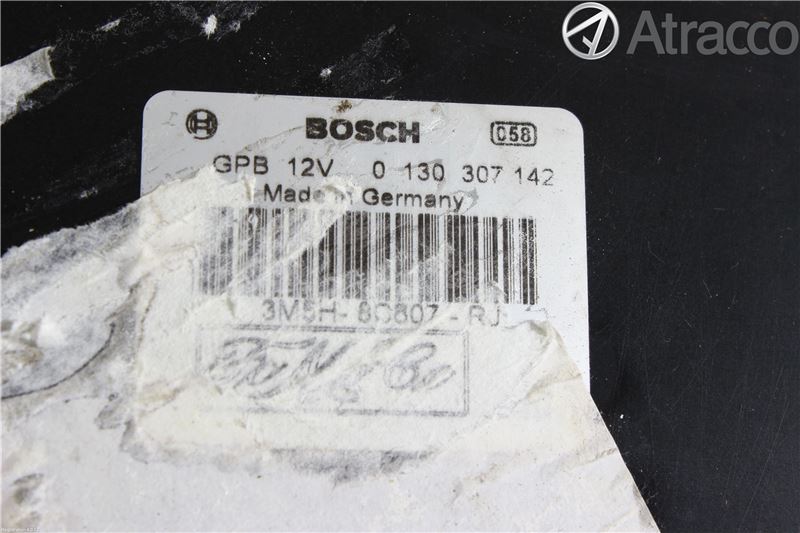 Atracco
BOSCH 058
GPB 12V 0 130 307 142
Made in Germany
3M5H-8C607-RJ